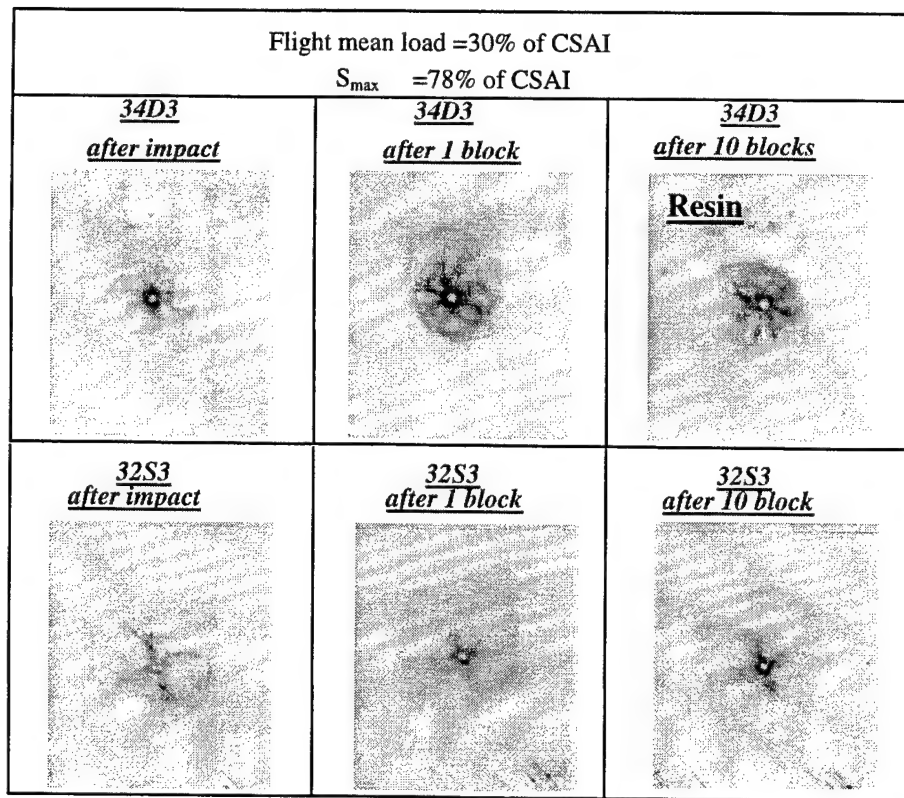 Flight mean load =30% of CSAI
Smax =78% of CSAI
34D3
after impact
34D3
after 1 block
34D3
after 10 blocks
Resin
32S3
after impact
32S3
after 1 block
32S3
after 10 block